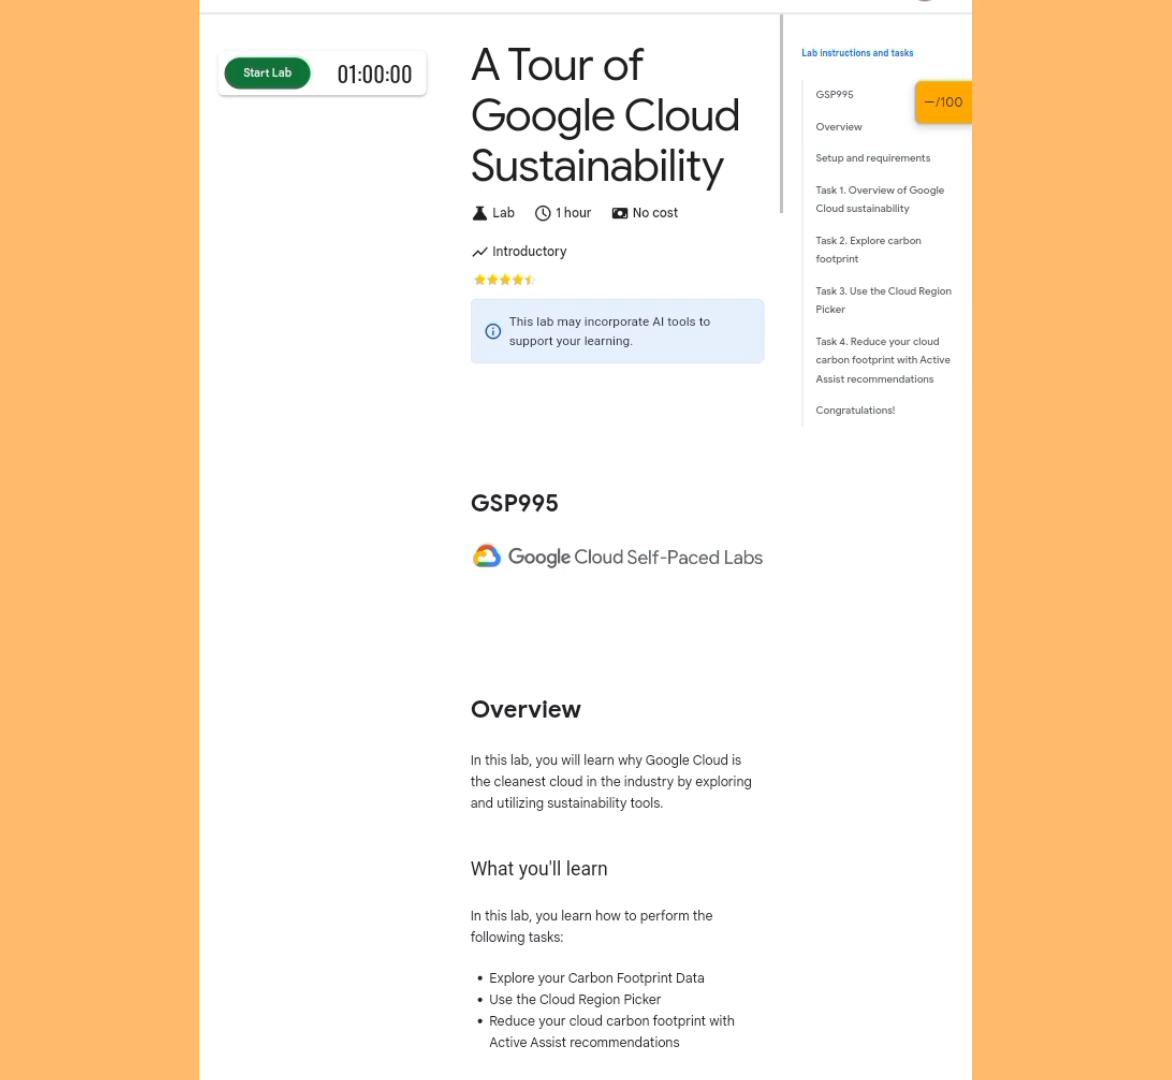 Start Lab
01:00:00
A Tour of
Google Cloud
Sustainability
Lab
1 hour
No cost
Introductory
This lab may incorporate AI tools to
support your learning.
GSP995
Google Cloud Self-Paced Labs
Overview
In this lab, you will learn why Google Cloud is
the cleanest cloud in the industry by exploring
and utilizing sustainability tools.
What you'll learn
In this lab, you learn how to perform the
following tasks:
• Explore your Carbon Footprint Data
• Use the Cloud Region Picker
• Reduce your cloud carbon footprint with
Active Assist recommendations
Lab instructions and tasks
GSP995
–/100
Overview
Setup and requirements
Task 1. Overview of Google
Cloud sustainability
Task 2. Explore carbon
footprint
Task 3. Use the Cloud Region
Picker
Task 4. Reduce your cloud
carbon footprint with Active
Assist recommendations
Congratulations!